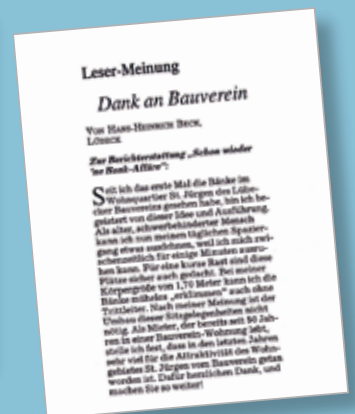 Leser-Meinung
Dank an Bauverein
VON HANS-HEINRICH BECK,
LÜBECK
Zur Berichterstattung „Schon wieder
'ne Bank-Affäre":
Seit ich das erste Mal die Bänke im
Wohnquartier St. Jürgen des Lübe-
cker Bauvereins gesehen habe, bin ich be-
geistert von dieser Idee und Ausführung.
Als alter, schwerbehinderter Mensch
kann ich nun meinen täglichen Spazier-
gang etwas ausdehnen, weil ich mich zwi-
schenzeitlich für einige Minuten ausru-
hen kann. Für eine kurze Rast sind diese
Plätze sicher auch gedacht. Bei meiner
Körpergröße von 1,70 Meter kann ich die
Bänke mühelos „erklimmen" auch ohne
Trittleiter. Nach meiner Meinung ist der
Umbau dieser Sitzgelegenheiten nicht
nötig. Als Mieter, der bereits seit 50 Jah-
ren in einer Bauverein-Wohnung lebt,
stelle ich fest, dass in den letzten Jahren
sehr viel für die Attraktivität des Wohn-
gebietes St. Jürgen vom Bauverein getan
worden ist. Dafür herzlichen Dank, und
machen Sie so weiter!